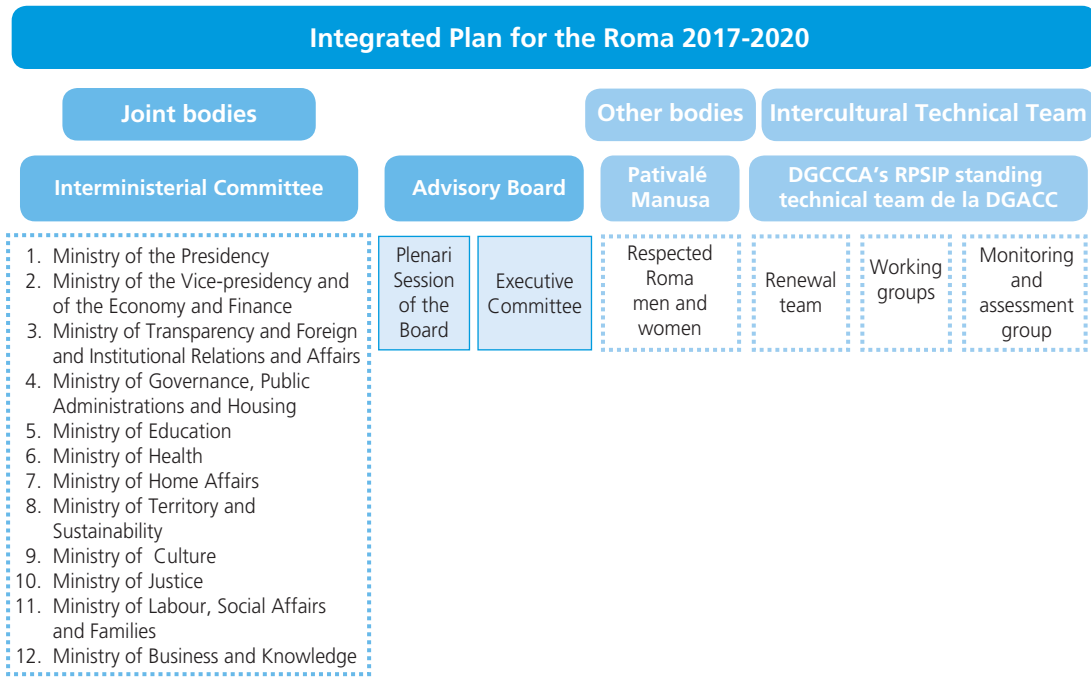 Integrated Plan for the Roma 2017-2020
Joint bodies
Other bodies
Intercultural Technical Team
Interministerial Committee
Advisory Board
Pativalé
Manusa
DGCCCA's RPSIP standing
technical team de la DGACC
1. Ministry of the Presidency
2. Ministry of the Vice-presidency and
of the Economy and Finance
3. Ministry of Transparency and Foreign
and Institutional Relations and Affairs
4. Ministry of Governance, Public
Administrations and Housing
5. Ministry of Education
6. Ministry of Health
7. Ministry of Home Affairs
8. Ministry of Territory and
Sustainability
9. Ministry of Culture
10. Ministry of Justice
11. Ministry of Labour, Social Affairs
and Families
12. Ministry of Business and Knowledge
Plenari
Session
of the
Board
Executive
Committee
Respected
Roma
men and
women
Renewal
team
Working
groups
Monitoring
and
assessment
group